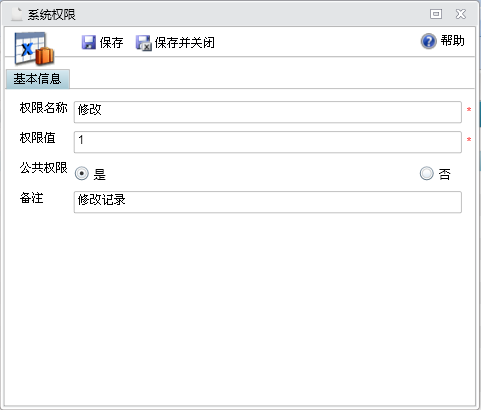 系统权限
保存 保存并关闭 帮助
基本信息
权限名称 修改 *
权限值 1 *
公共权限 是 否
备注 修改记录